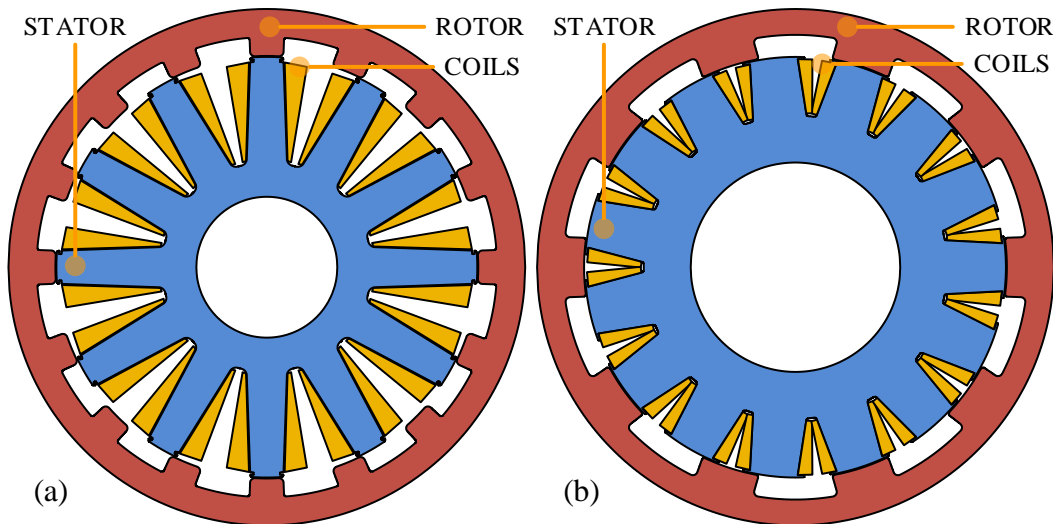 STATOR
ROTOR
COILS
(a)
STATOR
ROTOR
COILS
(b)